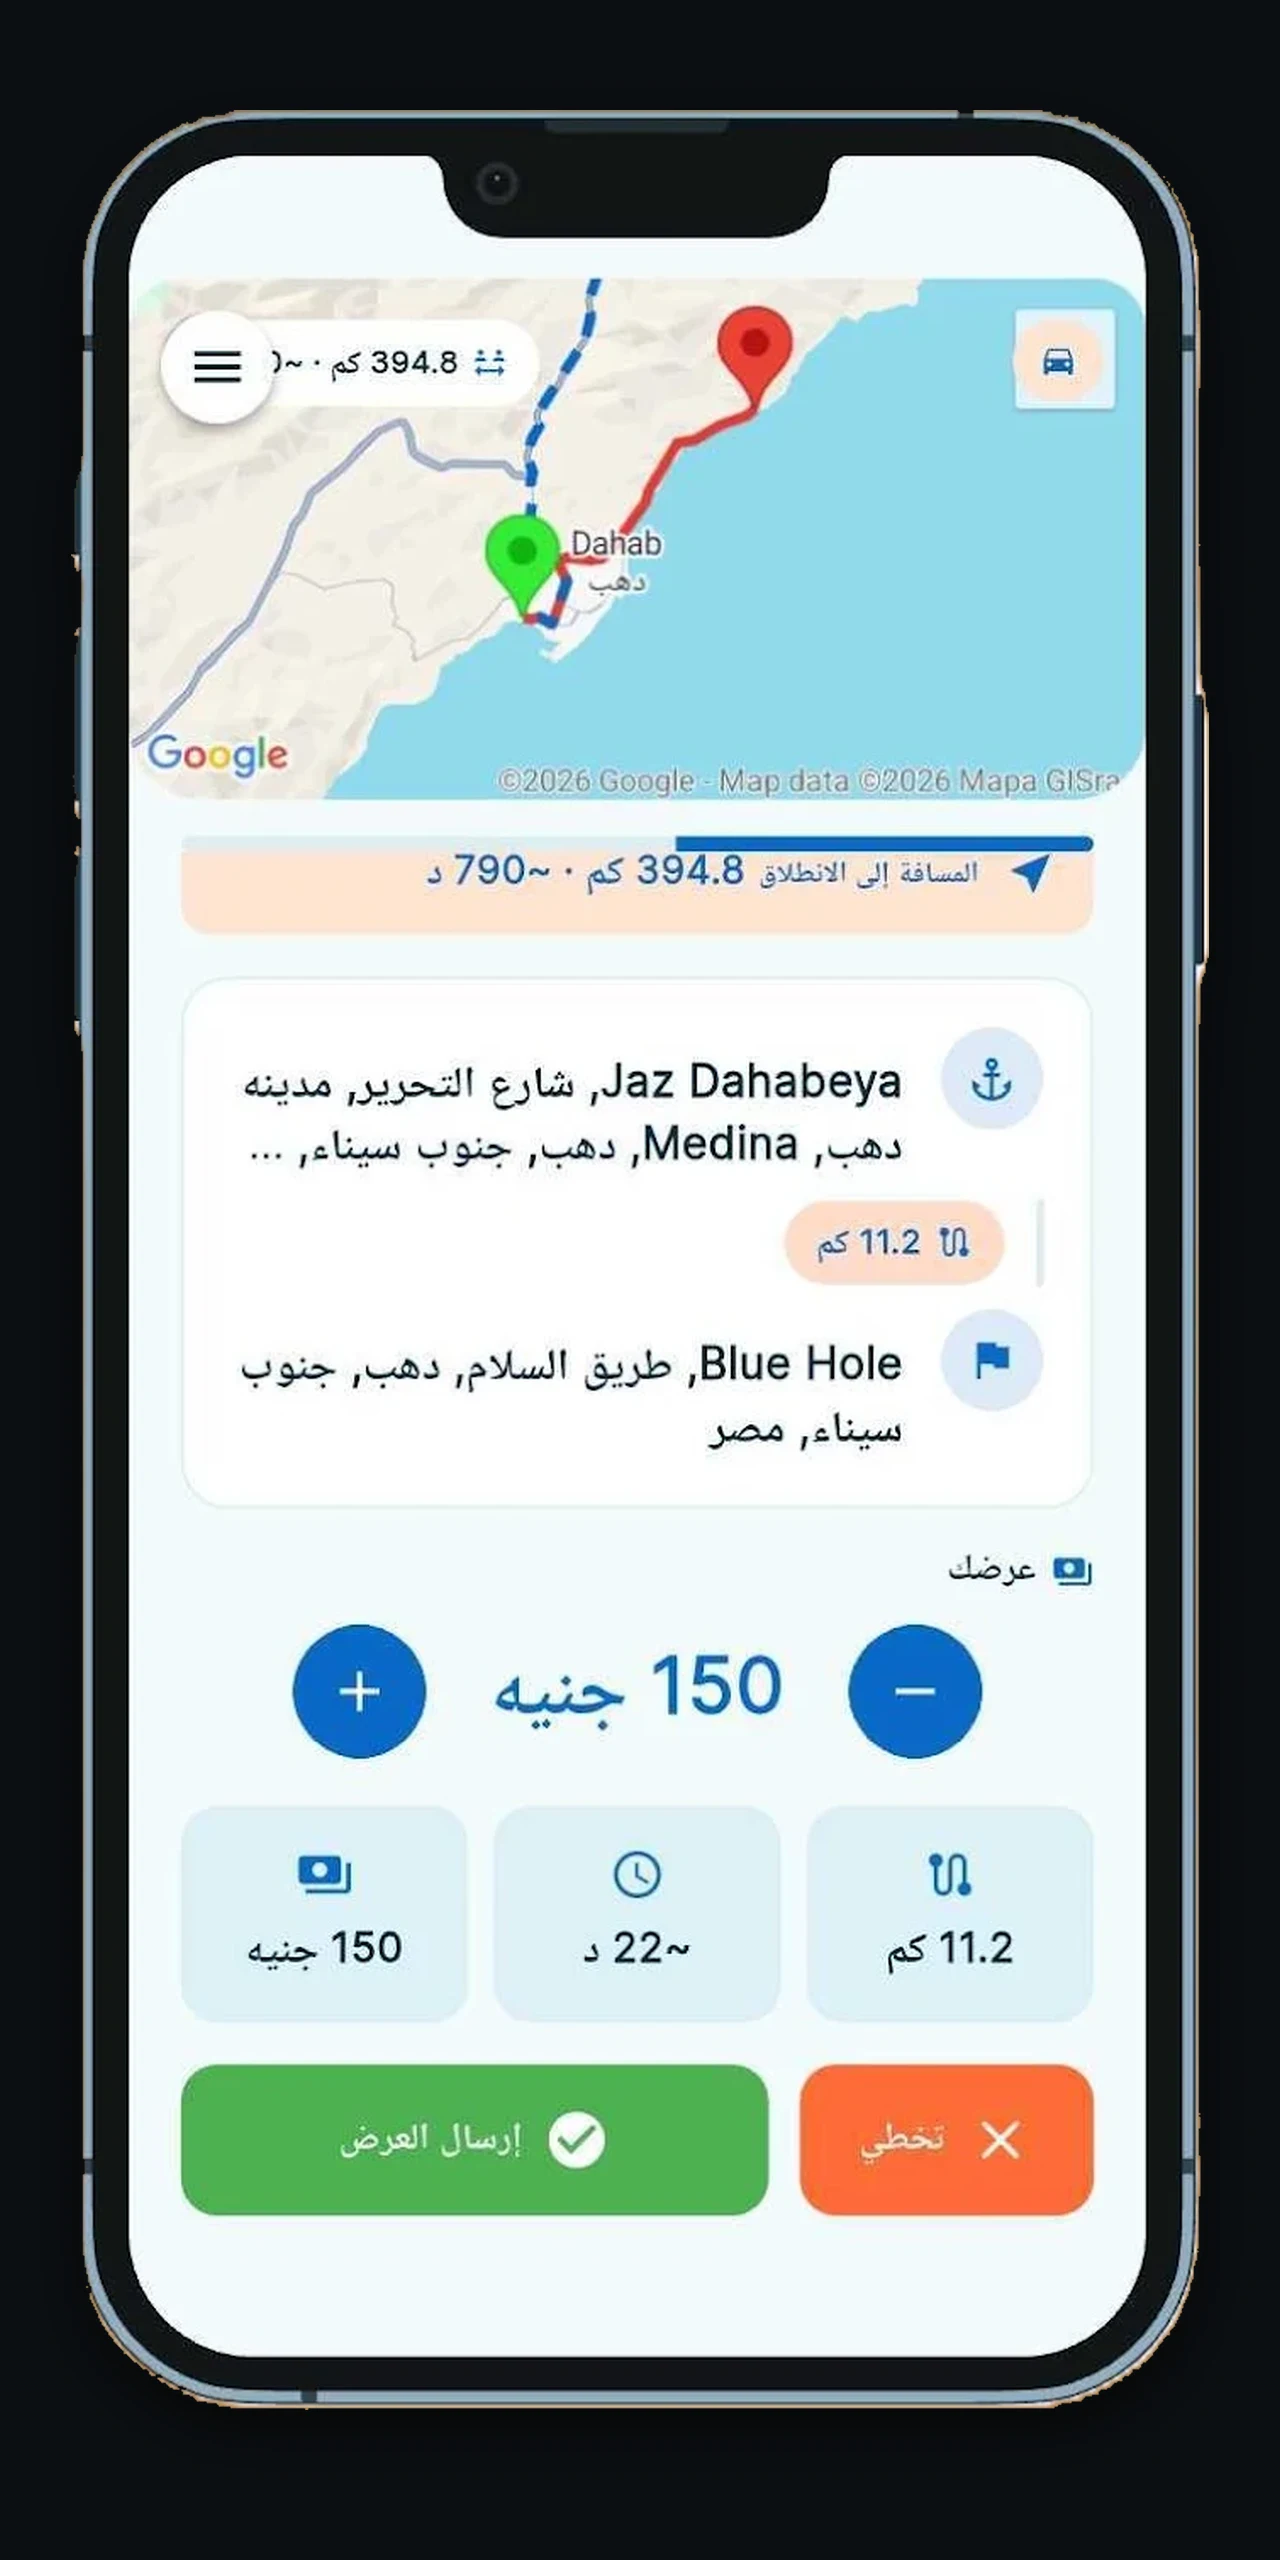 394.8 كم · ~
Dahab
دهب
Google
©2026 Google - Map data ©2026 Mapa GISra
المسافة إلى الانطلاق 394.8 كم · ~790 د
Jaz Dahabeya, شارع التحرير, مدينه
دهب, Medina, دهب, جنوب سيناء, ...
11.2 كم
Blue Hole, طريق السلام, دهب, جنوب
سيناء, مصر
عرضك
150 جنيه
11.2 كم
~22 د
150 جنيه
تخطي
إرسال العرض